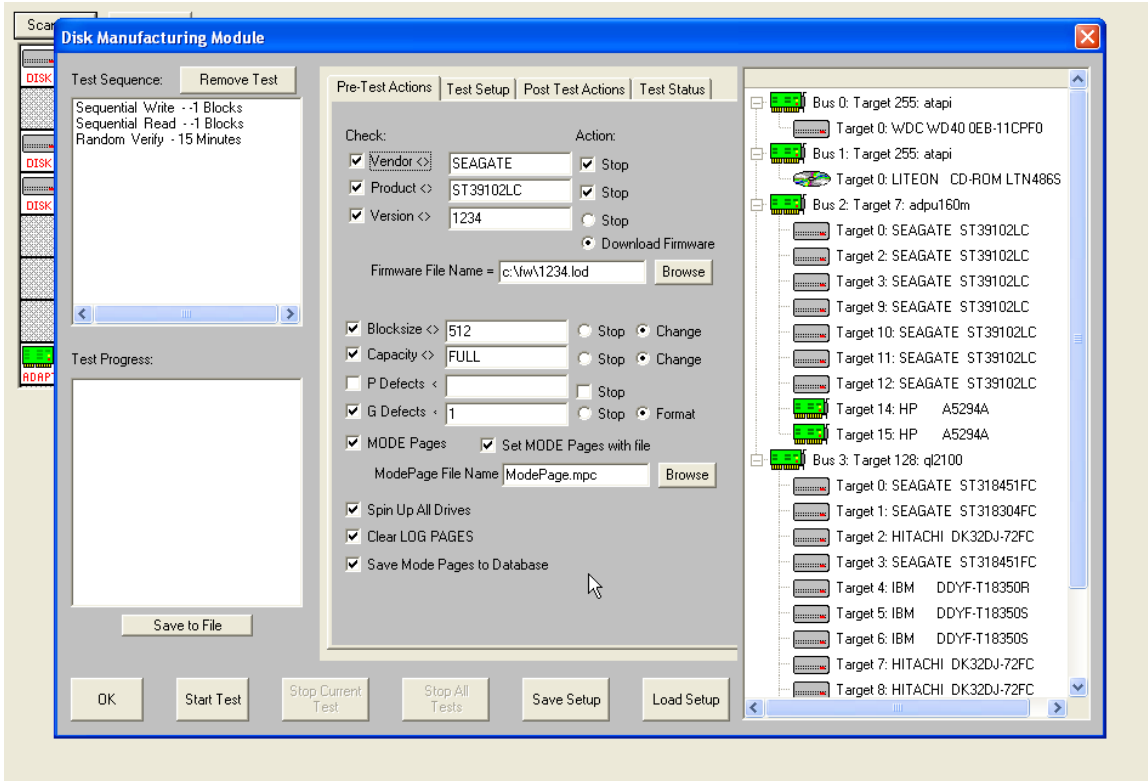 Scan
DISK
DISK
DISK
ADAPT
Disk Manufacturing Module
Test Sequence:
Remove Test
Sequential Write - -1 Blocks
Sequential Read - -1 Blocks
Random Verify - 15 Minutes
Test Progress:
Save to File
Pre-Test Actions
Test Setup
Post Test Actions
Test Status
Check:
Action:
Vendor <> SEAGATE Stop
Product <> ST39102LC Stop
Version <> 1234 Stop
Download Firmware
Firmware File Name = c:\fw\1234.lod Browse
Blocksize <> 512 Stop Change
Capacity <> FULL Stop Change
P Defects < Stop
G Defects < 1 Stop Format
MODE Pages Set MODE Pages with file
ModePage File Name ModePage.mpc Browse
Spin Up All Drives
Clear LOG PAGES
Save Mode Pages to Database
Bus 0: Target 255: atapi
Target 0: WDC WD40 0EB-11CPF0
Bus 1: Target 255: atapi
Target 0: LITEON CD-ROM LTN486S
Bus 2: Target 7: adpu160m
Target 0: SEAGATE ST39102LC
Target 2: SEAGATE ST39102LC
Target 3: SEAGATE ST39102LC
Target 9: SEAGATE ST39102LC
Target 10: SEAGATE ST39102LC
Target 11: SEAGATE ST39102LC
Target 12: SEAGATE ST39102LC
Target 14: HP A5294A
Target 15: HP A5294A
Bus 3: Target 128: ql2100
Target 0: SEAGATE ST318451FC
Target 1: SEAGATE ST318304FC
Target 2: HITACHI DK32DJ-72FC
Target 3: SEAGATE ST318451FC
Target 4: IBM DDYF-T18350R
Target 5: IBM DDYF-T18350S
Target 6: IBM DDYF-T18350S
Target 7: HITACHI DK32DJ-72FC
Target 8: HITACHI DK32DJ-72FC
OK
Start Test
Stop Current
Test
Stop All
Tests
Save Setup
Load Setup